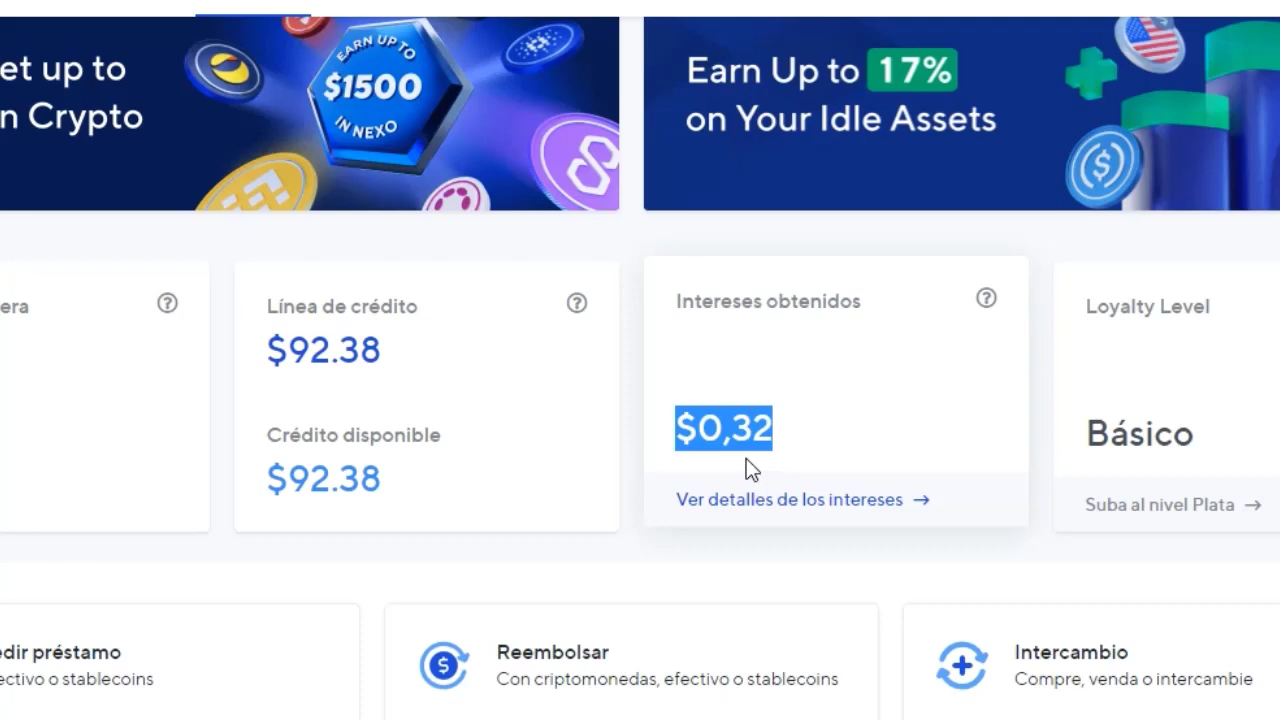 et up to
n Crypto
EARN UP TO
$1500
IN NEXO
Earn Up to 17%
on Your Idle Assets
era
Línea de crédito
$92.38
Crédito disponible
$92.38
Intereses obtenidos
$0,32
Ver detalles de los intereses →
Loyalty Level
Básico
Suba al nivel Plata →
edir préstamo
ectivo o stablecoins
Reembolsar
Con criptomonedas, efectivo o stablecoins
Intercambio
Compre, venda o intercambie